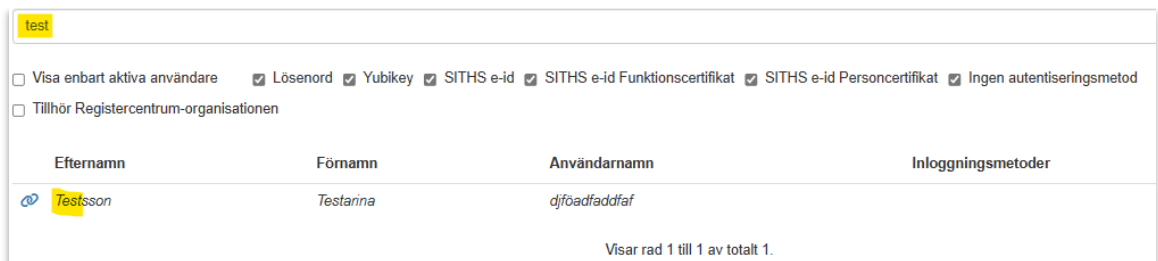 test
Visa enbart aktiva användare Lösenord Yubikey SITHS e-id SITHS e-id Funktionscertifikat SITHS e-id Personcertifikat Ingen autentiseringsmetod
Tillhör Registercentrum-organisationen
Efternamn Förnamn Användarnamn Inloggningsmetoder
Testsson Testarina djföadfaddfaf
Visar rad 1 till 1 av totalt 1.